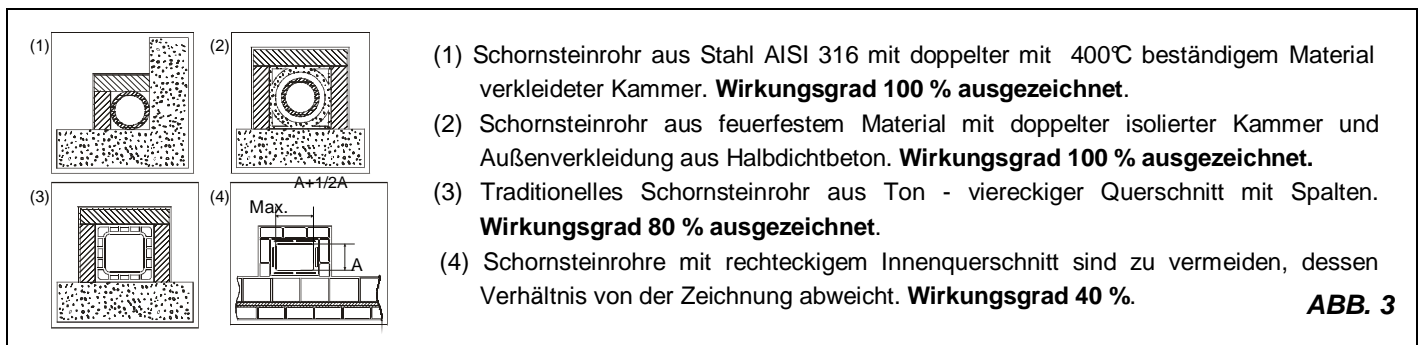 (1)
(2)
(3)
(4)
A+1/2A
Max.
A
(1) Schornsteinrohr aus Stahl AISI 316 mit doppelter mit 400℃ beständigem Material
verkleideter Kammer. Wirkungsgrad 100 % ausgezeichnet.
(2) Schornsteinrohr aus feuerfestem Material mit doppelter isolierter Kammer und
Außenverkleidung aus Halbdichtbeton. Wirkungsgrad 100 % ausgezeichnet.
(3) Traditionelles Schornsteinrohr aus Ton - viereckiger Querschnitt mit Spalten.
Wirkungsgrad 80 % ausgezeichnet.
(4) Schornsteinrohre mit rechteckigem Innenquerschnitt sind zu vermeiden, dessen
Verhältnis von der Zeichnung abweicht. Wirkungsgrad 40 %.
ABB. 3